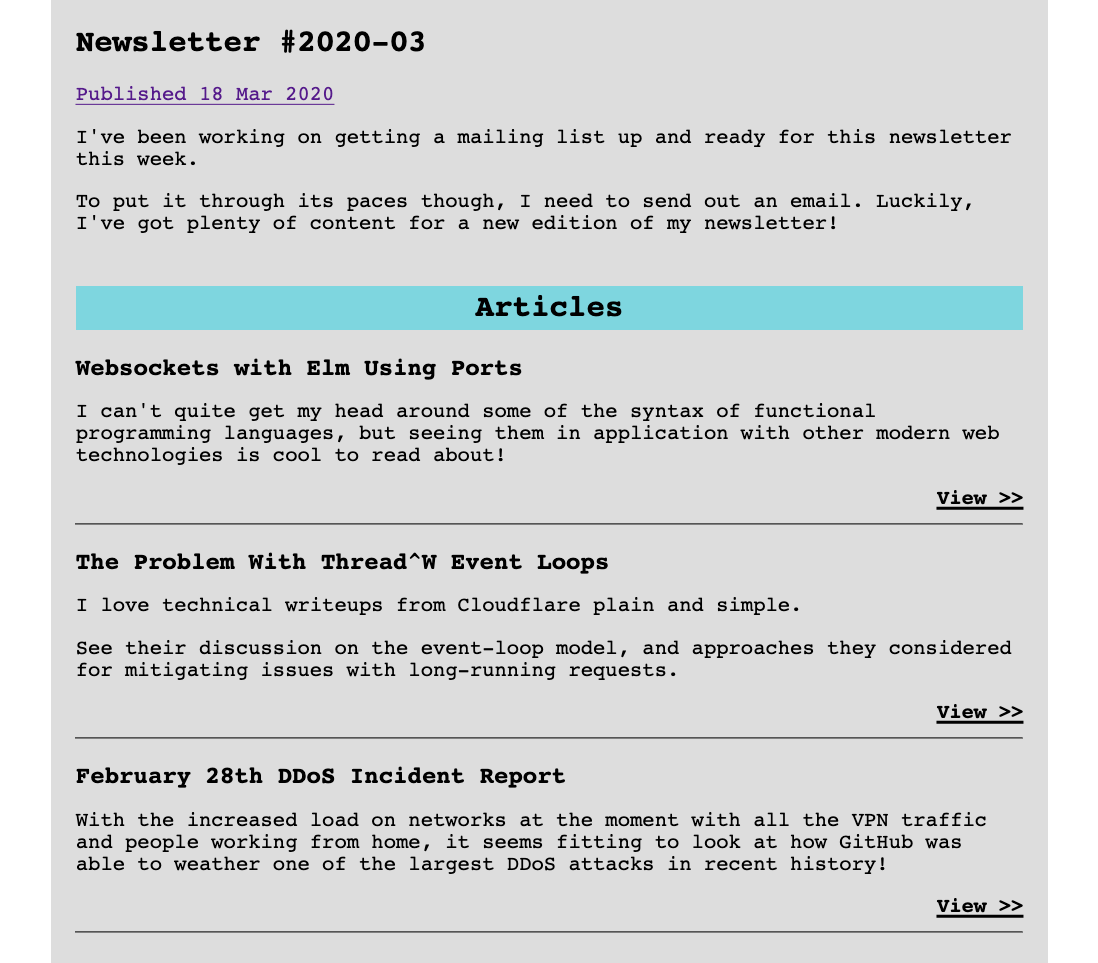 Newsletter #2020-03
Published 18 Mar 2020
I've been working on getting a mailing list up and ready for this newsletter
this week.
To put it through its paces though, I need to send out an email. Luckily,
I've got plenty of content for a new edition of my newsletter!
Articles
Websockets with Elm Using Ports
I can't quite get my head around some of the syntax of functional
programming languages, but seeing them in application with other modern web
technologies is cool to read about!
View >>
The Problem With Thread^W Event Loops
I love technical writeups from Cloudflare plain and simple.
See their discussion on the event-loop model, and approaches they considered
for mitigating issues with long-running requests.
View >>
February 28th DDoS Incident Report
With the increased load on networks at the moment with all the VPN traffic
and people working from home, it seems fitting to look at how GitHub was
able to weather one of the largest DDoS attacks in recent history!
View >>